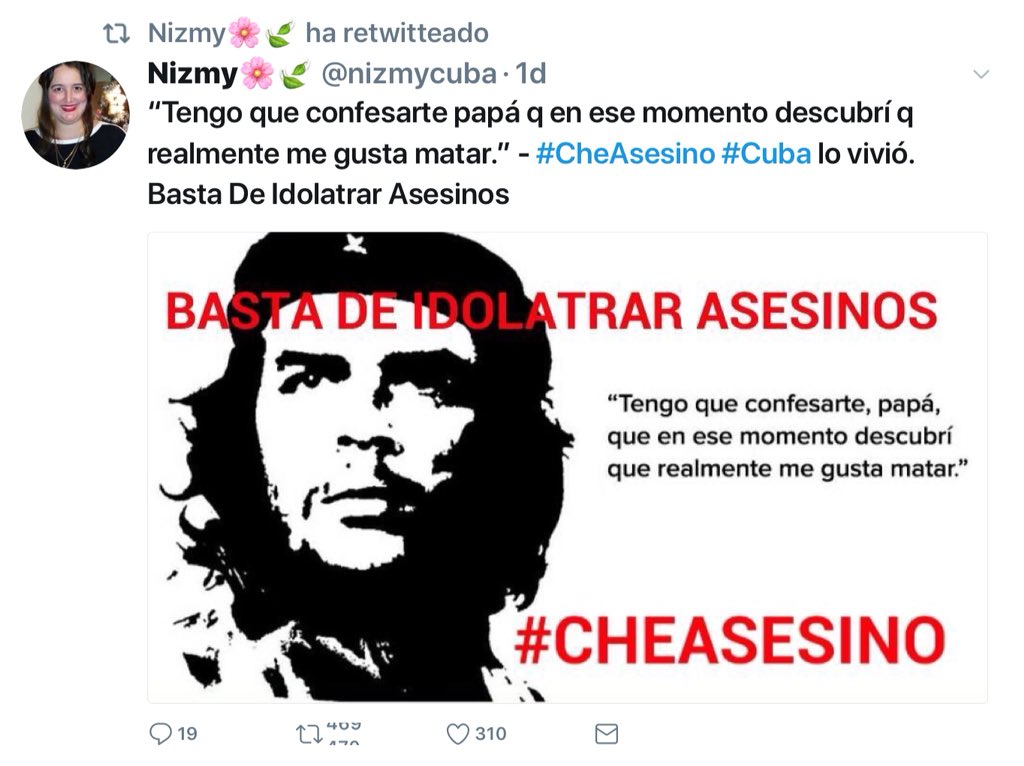 Nizmy🌸🍃 ha retwitteado
Nizmy🌸🍃 @nizmycuba · 1d
“Tengo que confesarte papá q en ese momento descubrí q
realmente me gusta matar.” - #CheAsesino #Cuba lo vivió.
Basta De Idolatrar Asesinos
BASTA DE IDOLATRAR ASESINOS
“Tengo que confesarte, papá,
que en ese momento descubrí
que realmente me gusta matar.”
#CHEASESINO
19 310